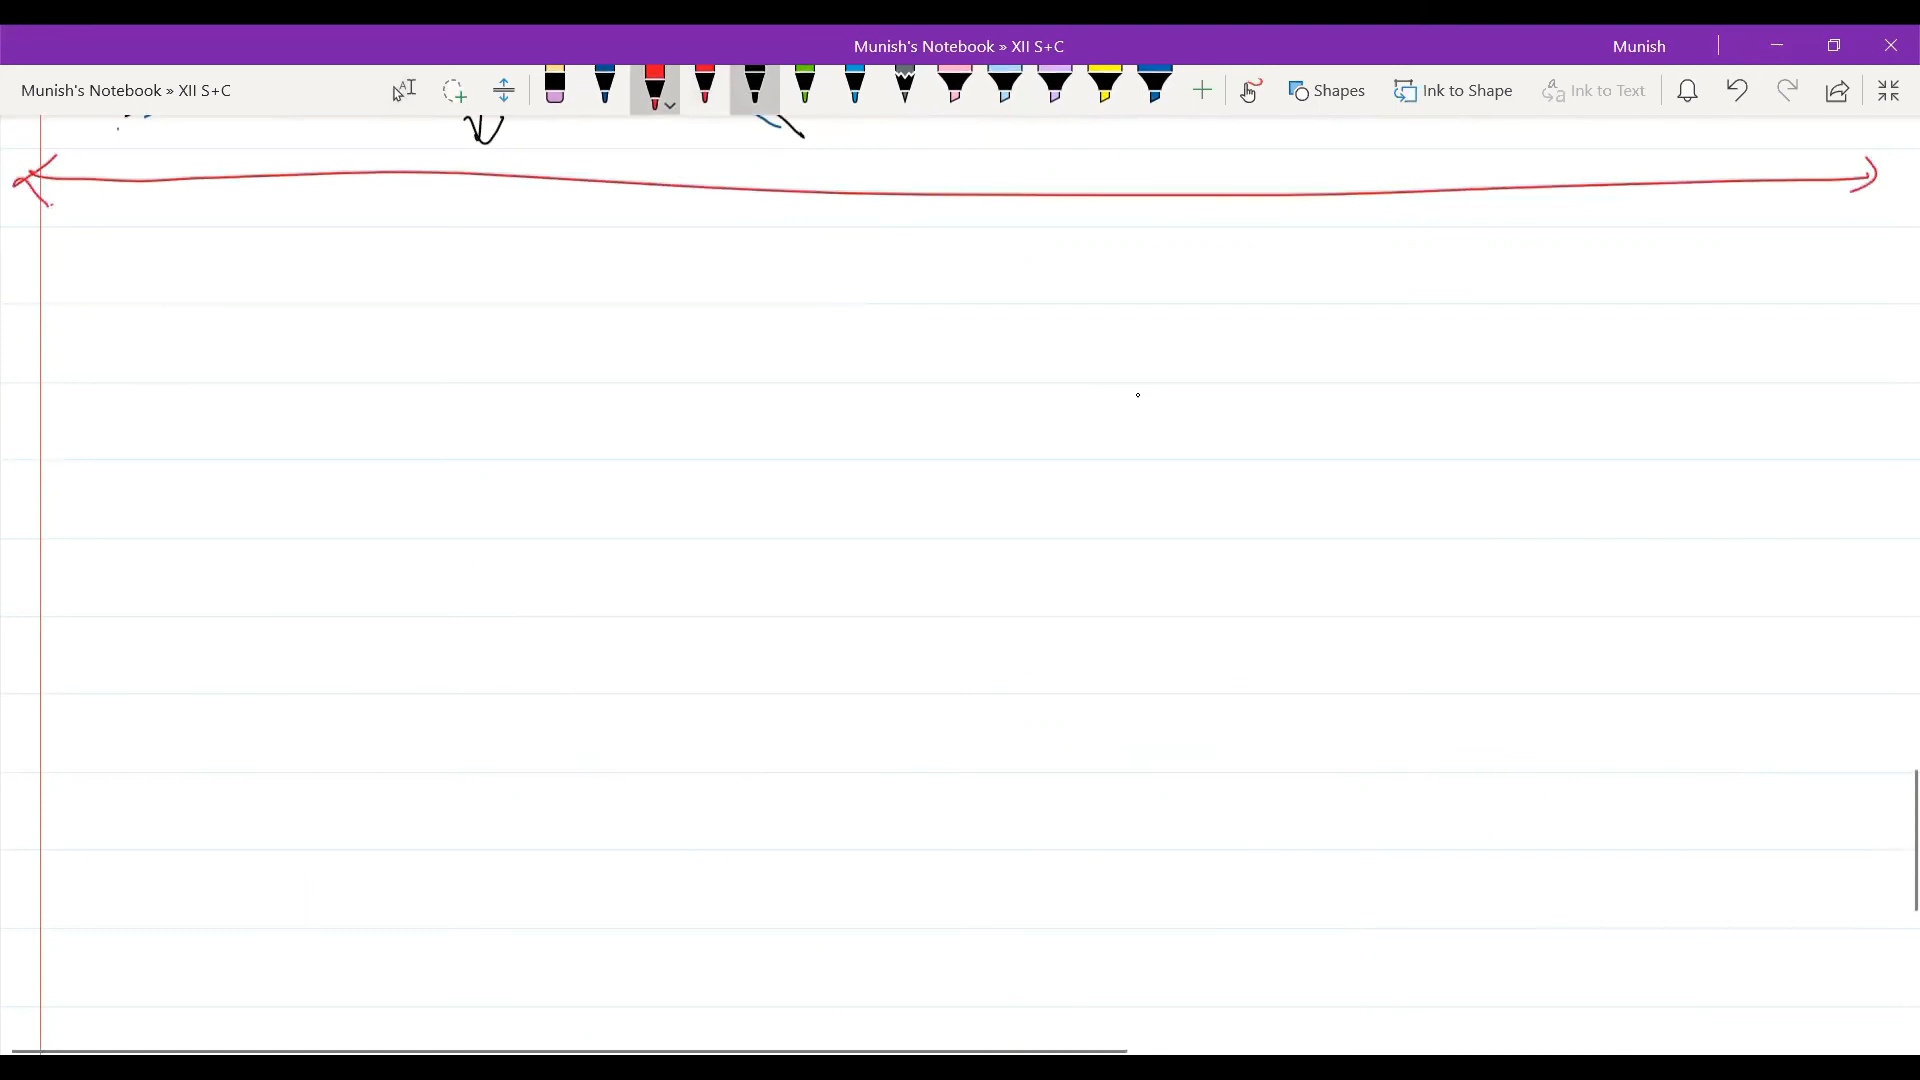 Munish's Notebook » XII S+C
Munish
Munish's Notebook » XII S+C
Shapes
Ink to Shape
Ink to Text